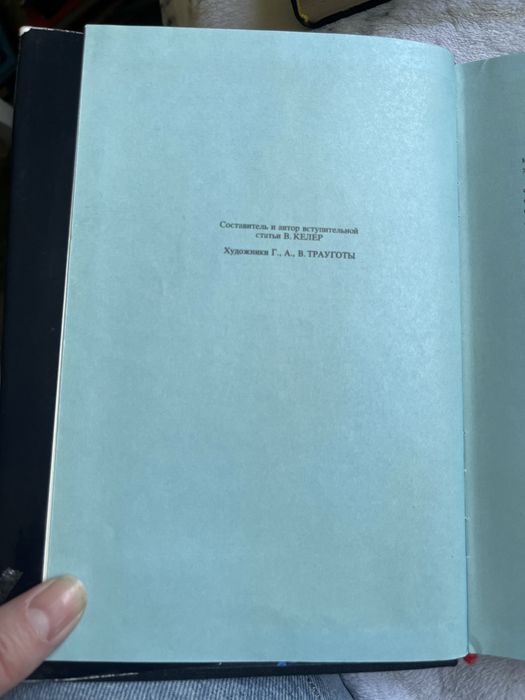 Составитель и автор вступительной
статьи В. КЕЛЕР
Художники Г., А., В. ТРАУГОТЫ